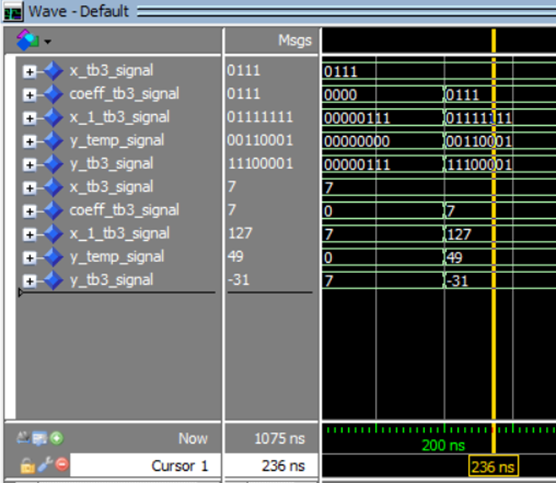 Wave - Default
Msgs
x_tb3_signal 0111 0111
coeff_tb3_signal 0111 0000 0111
x_1_tb3_signal 01111111 00000111 01111111
y_temp_signal 00110001 00000000 00110001
y_tb3_signal 11100001 00000111 11100001
x_tb3_signal 7 7
coeff_tb3_signal 7 0 7
x_1_tb3_signal 127 7 127
y_temp_signal 49 0 49
y_tb3_signal -31 7 -31
Now 1075 ns 200 ns
Cursor 1 236 ns 236 ns